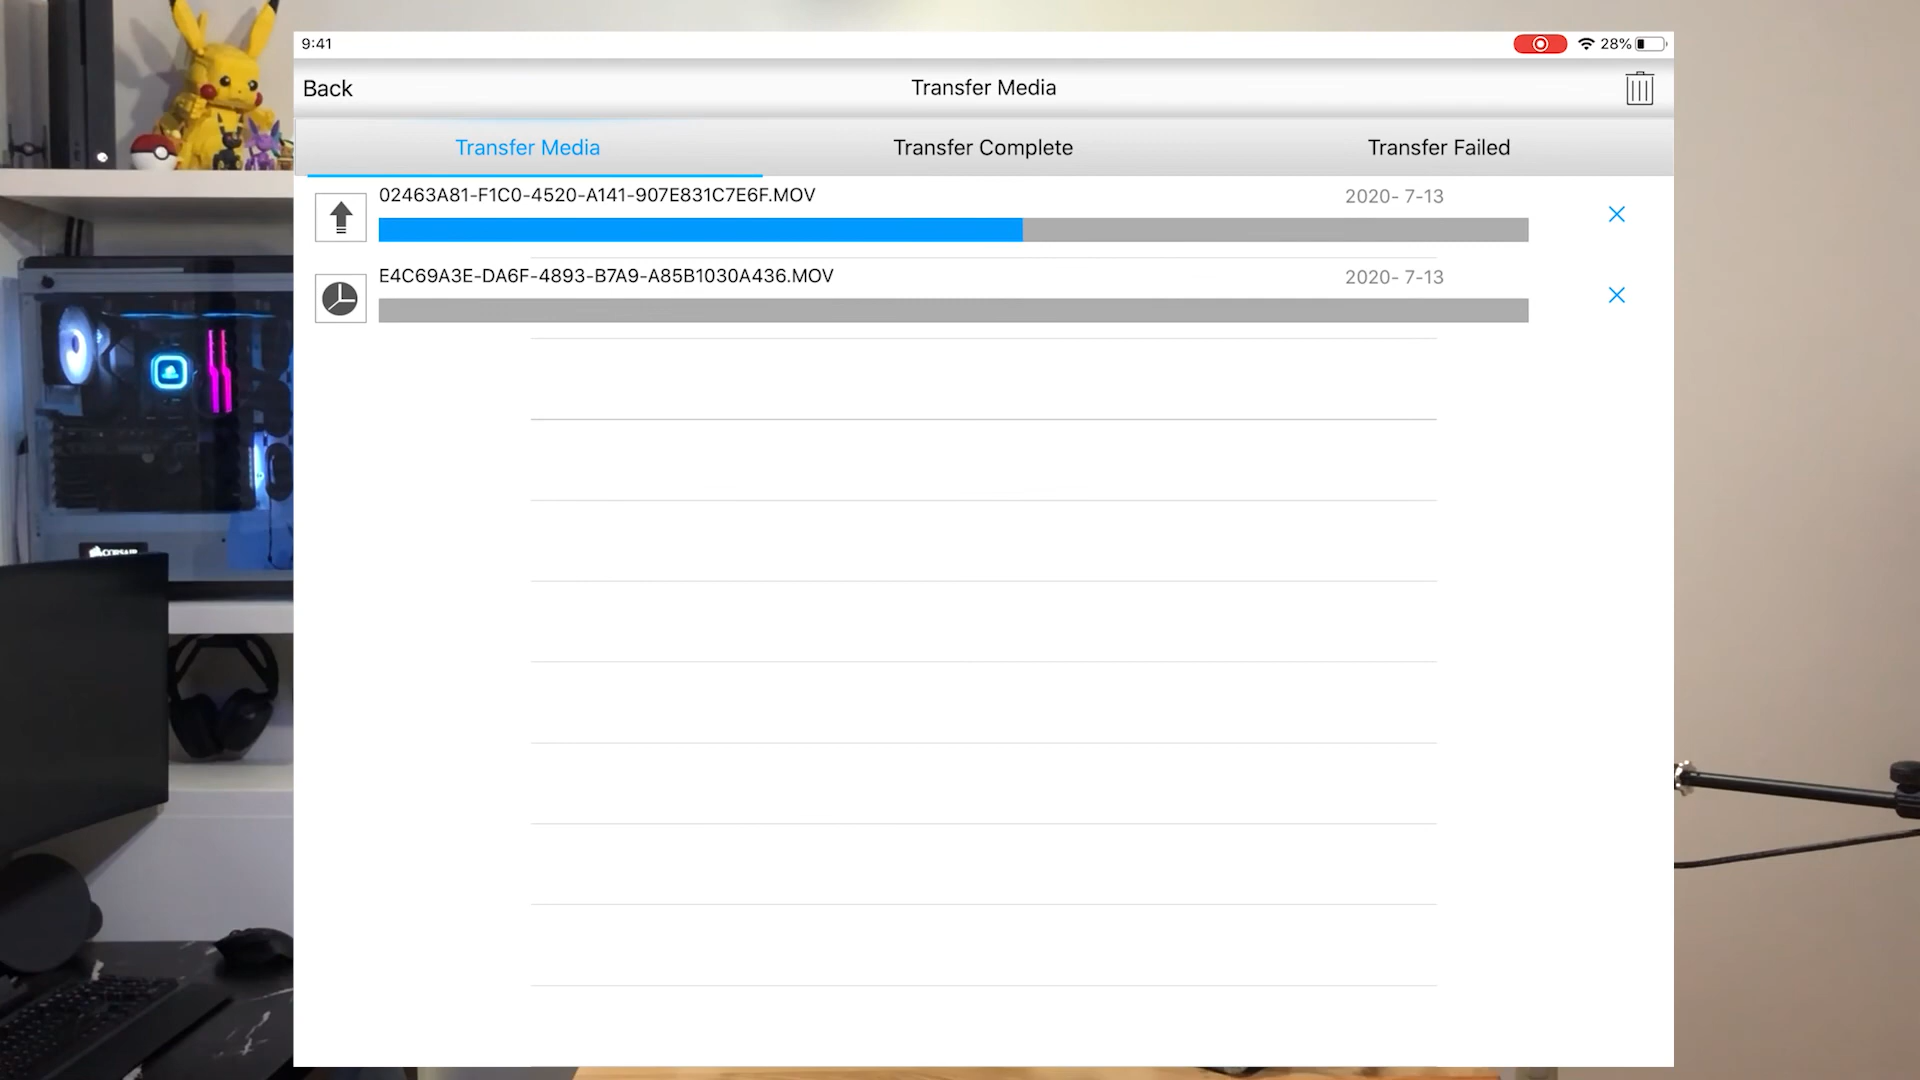 9:41
28%
Back
Transfer Media
Transfer Media
Transfer Complete
Transfer Failed
02463A81-F1C0-4520-A141-907E831C7E6F.MOV
2020- 7-13
E4C69A3E-DA6F-4893-B7A9-A85B1030A436.MOV
2020- 7-13
CORSAIR